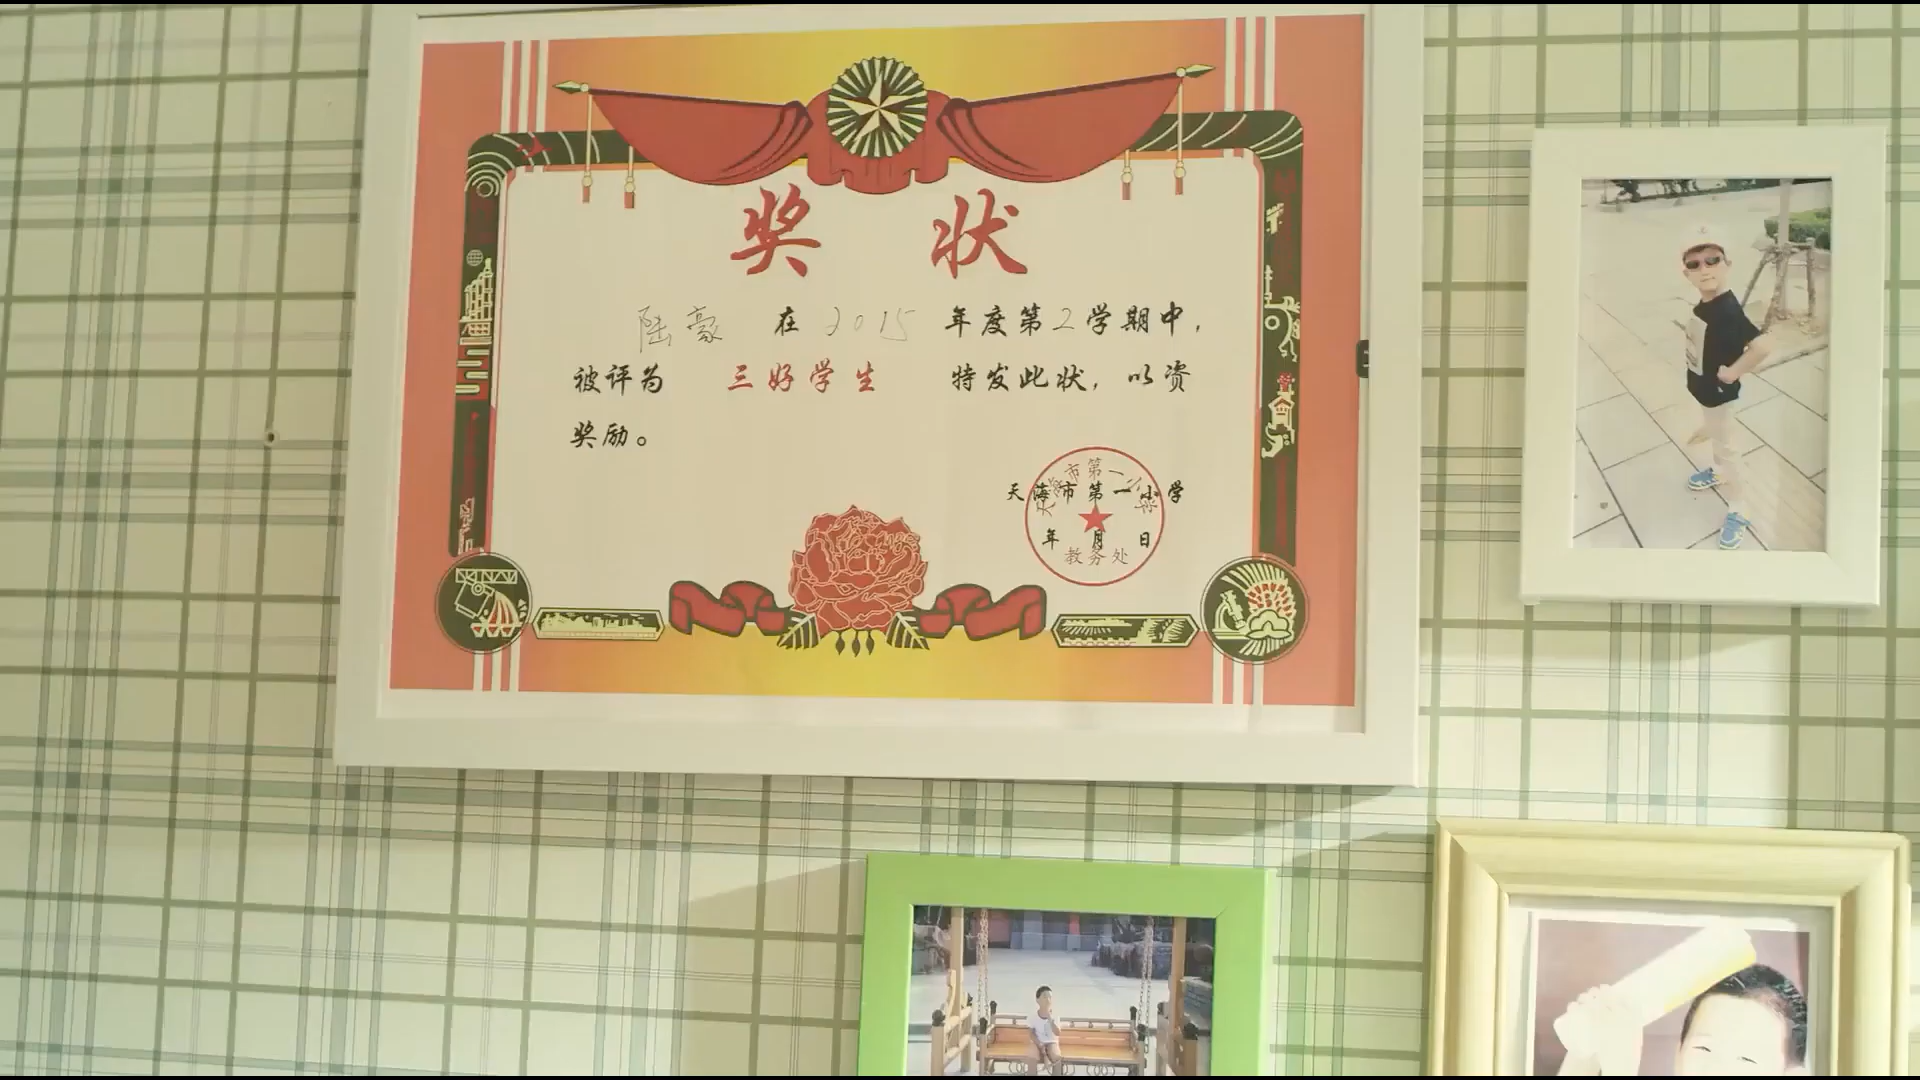 奖 状
陆豪 在 2015 年度第2学期中，
被评为 三好学生 特发此状，以资
奖励。
天海市第一小学
年 月 日
教务处